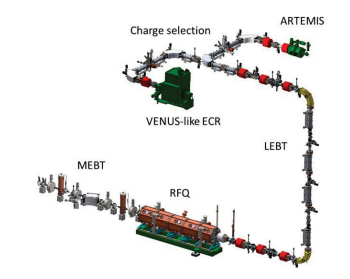 ARTEMIS
Charge selection
VENUS-like ECR
LEBT
MEBT
RFQ